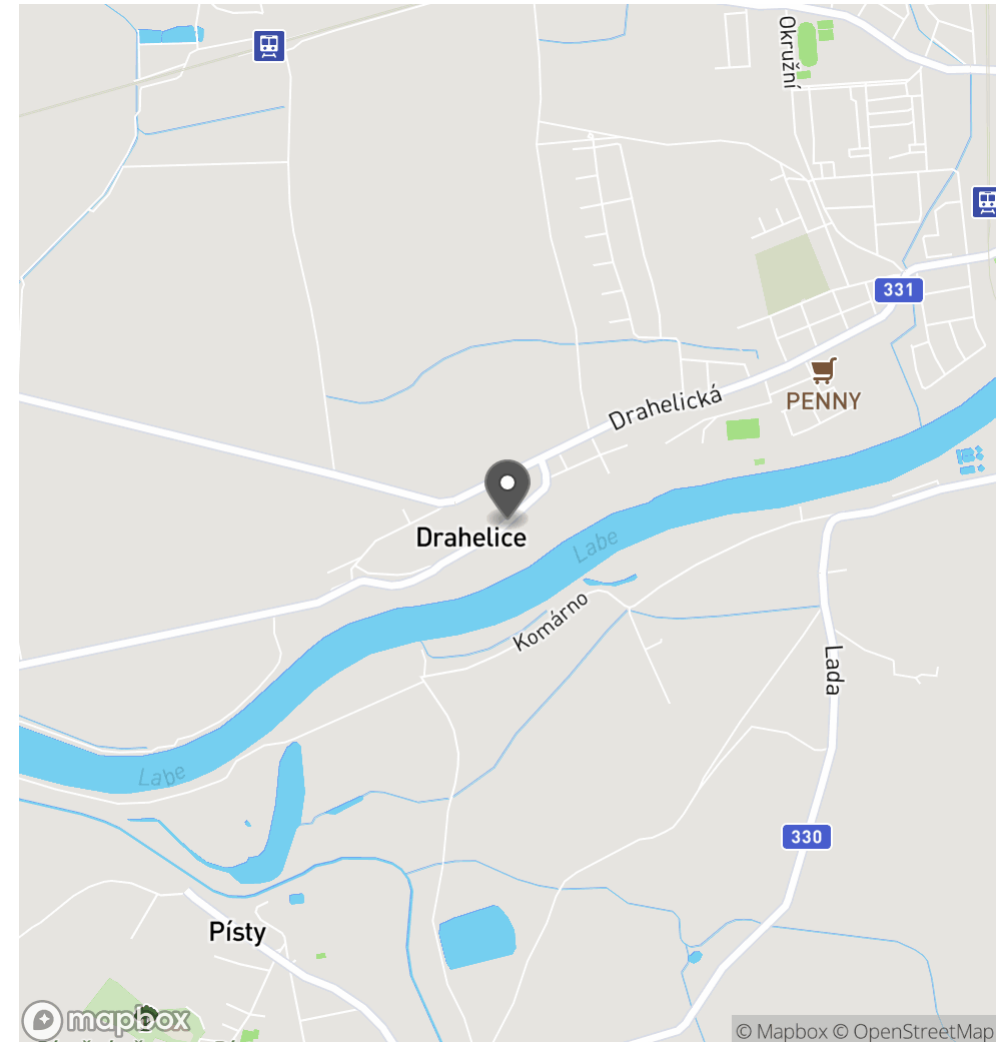 Okružní
331
Drahelická
PENNY
Drahelice
Labe
Komárno
Lada
Labe
330
Písty
mapbox
© Mapbox © OpenStreetMap